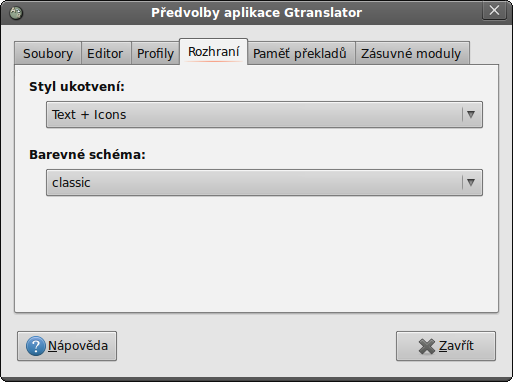 Předvolby aplikace Gtranslator
Soubory Editor Profily Rozhraní Paměť překladů Zásuvné moduly
Styl ukotvení:
Text + Icons
Barevné schéma:
classic
Nápověda Zavřít